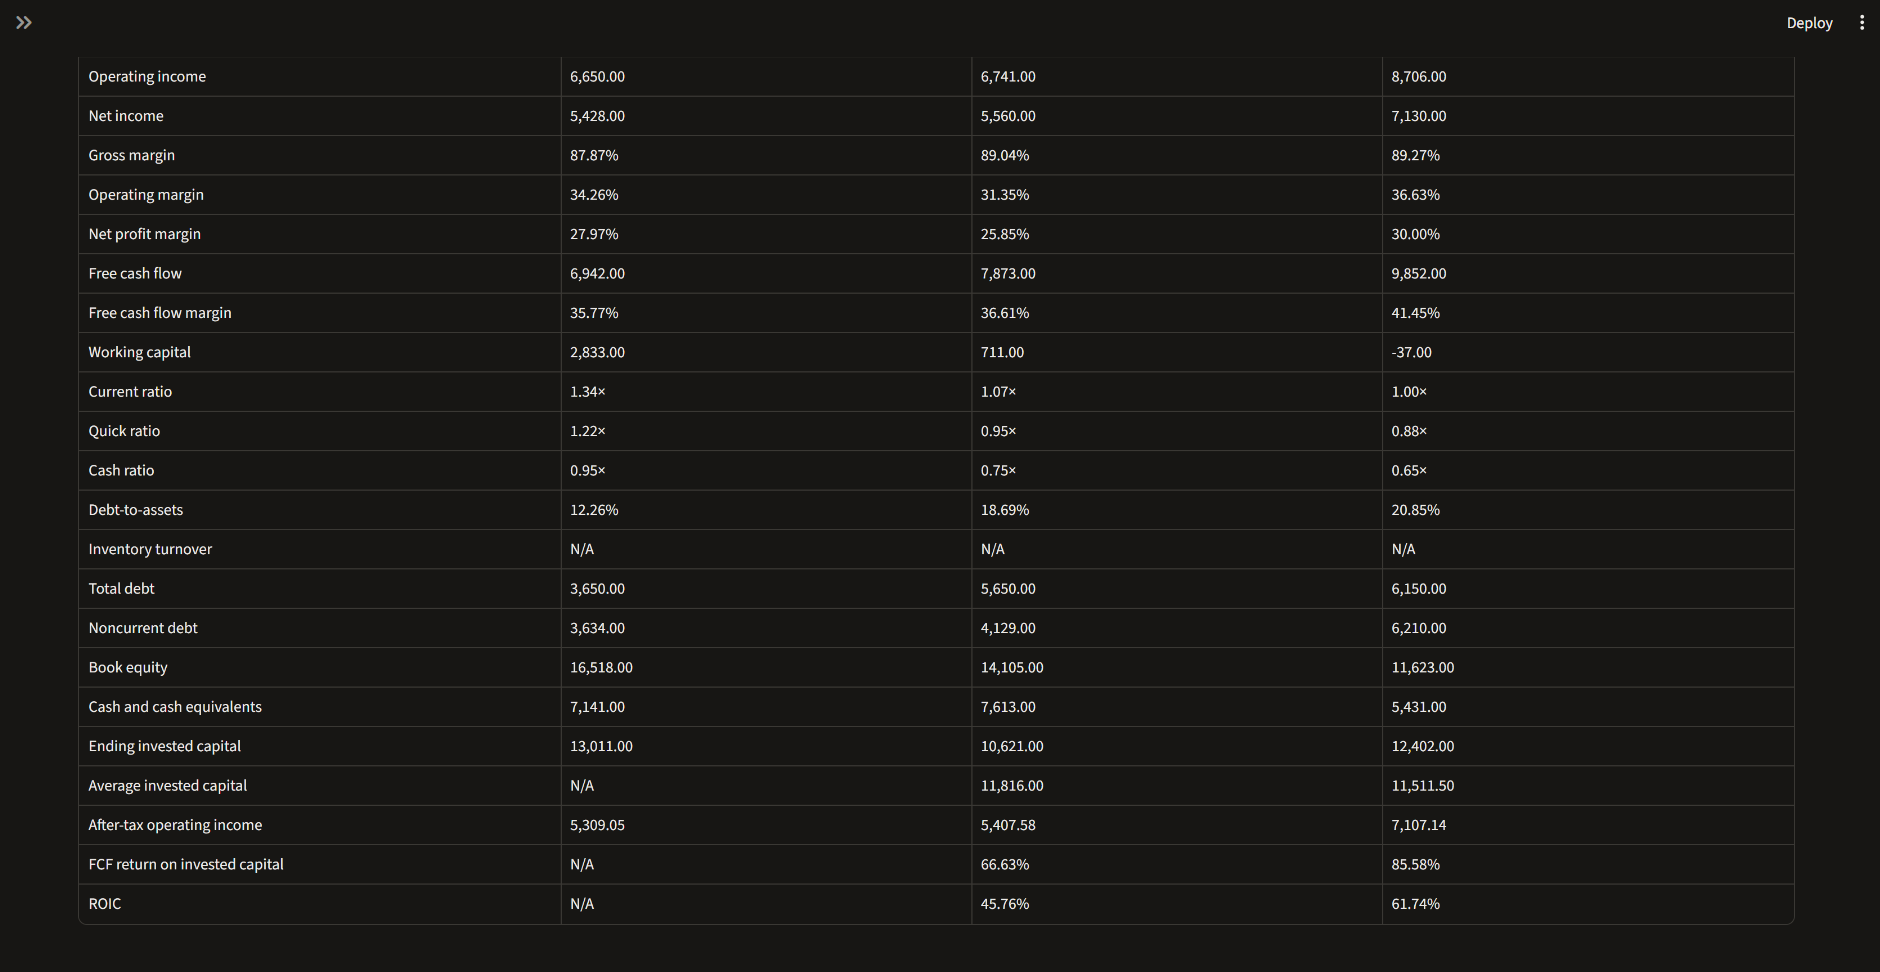 Deploy
Operating income 6,650.00 6,741.00 8,706.00
Net income 5,428.00 5,560.00 7,130.00
Gross margin 87.87% 89.04% 89.27%
Operating margin 34.26% 31.35% 36.63%
Net profit margin 27.97% 25.85% 30.00%
Free cash flow 6,942.00 7,873.00 9,852.00
Free cash flow margin 35.77% 36.61% 41.45%
Working capital 2,833.00 711.00 -37.00
Current ratio 1.34× 1.07× 1.00×
Quick ratio 1.22× 0.95× 0.88×
Cash ratio 0.95× 0.75× 0.65×
Debt-to-assets 12.26% 18.69% 20.85%
Inventory turnover N/A N/A N/A
Total debt 3,650.00 5,650.00 6,150.00
Noncurrent debt 3,634.00 4,129.00 6,210.00
Book equity 16,518.00 14,105.00 11,623.00
Cash and cash equivalents 7,141.00 7,613.00 5,431.00
Ending invested capital 13,011.00 10,621.00 12,402.00
Average invested capital N/A 11,816.00 11,511.50
After-tax operating income 5,309.05 5,407.58 7,107.14
FCF return on invested capital N/A 66.63% 85.58%
ROIC N/A 45.76% 61.74%